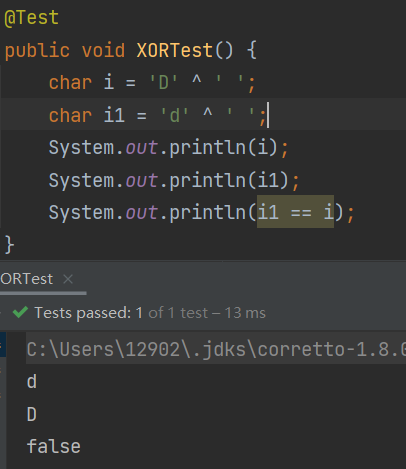 @Test
public void XORTest() {
char i = 'D' ^ ' ';
char i1 = 'd' ^ ' ';
System.out.println(i);
System.out.println(i1);
System.out.println(i1 == i);
}
ORTest ×
Tests passed: 1 of 1 test – 13 ms
C:\Users\12902\.jdks\corretto-1.8.0
d
D
false